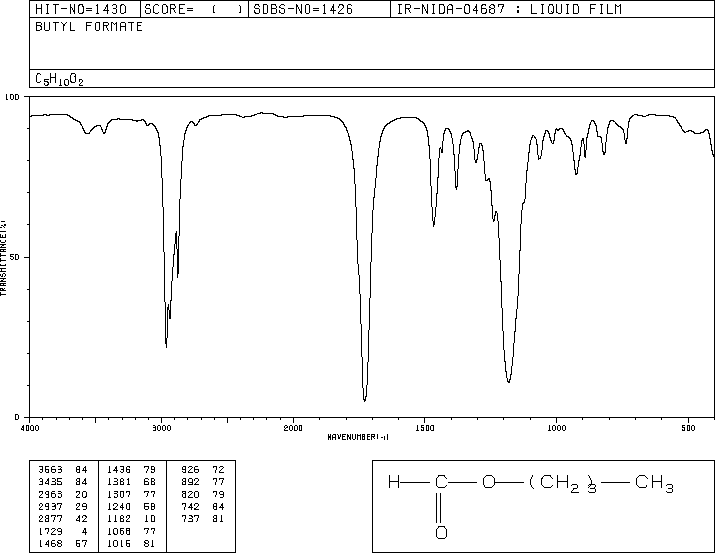 HIT-NO=1430 SCORE= ( ) SDBS-NO=1426 IR-NIDA-04687 : LIQUID FILM
BUTYL FORMATE
C5H10O2
100
50
0
TRANSMITTANCE(%)
4000 3000 2000 1500 1000 500
WAVENUMBER(-1)
3563 84 1436 79 926 72
3435 84 1381 68 892 77
2963 20 1307 77 820 79
2937 29 1240 58 742 84
2877 42 1182 10 737 81
1729 4 1068 77
1468 57 1016 81
H C O (CH2)3 CH3
O